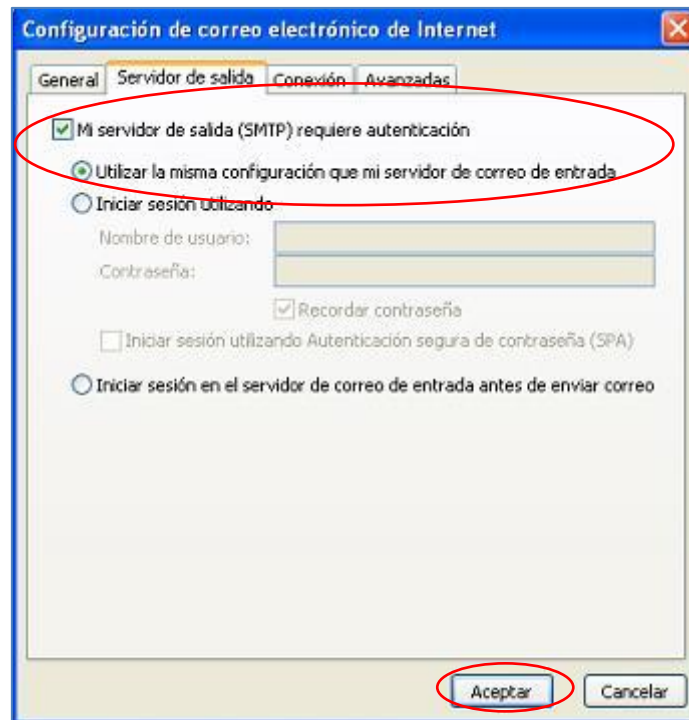 Configuración de correo electrónico de Internet
General Servidor de salida Conexión Avanzadas
Mi servidor de salida (SMTP) requiere autenticación
Utilizar la misma configuración que mi servidor de correo de entrada
Iniciar sesión utilizando
Nombre de usuario:
Contraseña:
Recordar contraseña
Iniciar sesión utilizando Autenticación segura de contraseña (SPA)
Iniciar sesión en el servidor de correo de entrada antes de enviar correo
Aceptar Cancelar